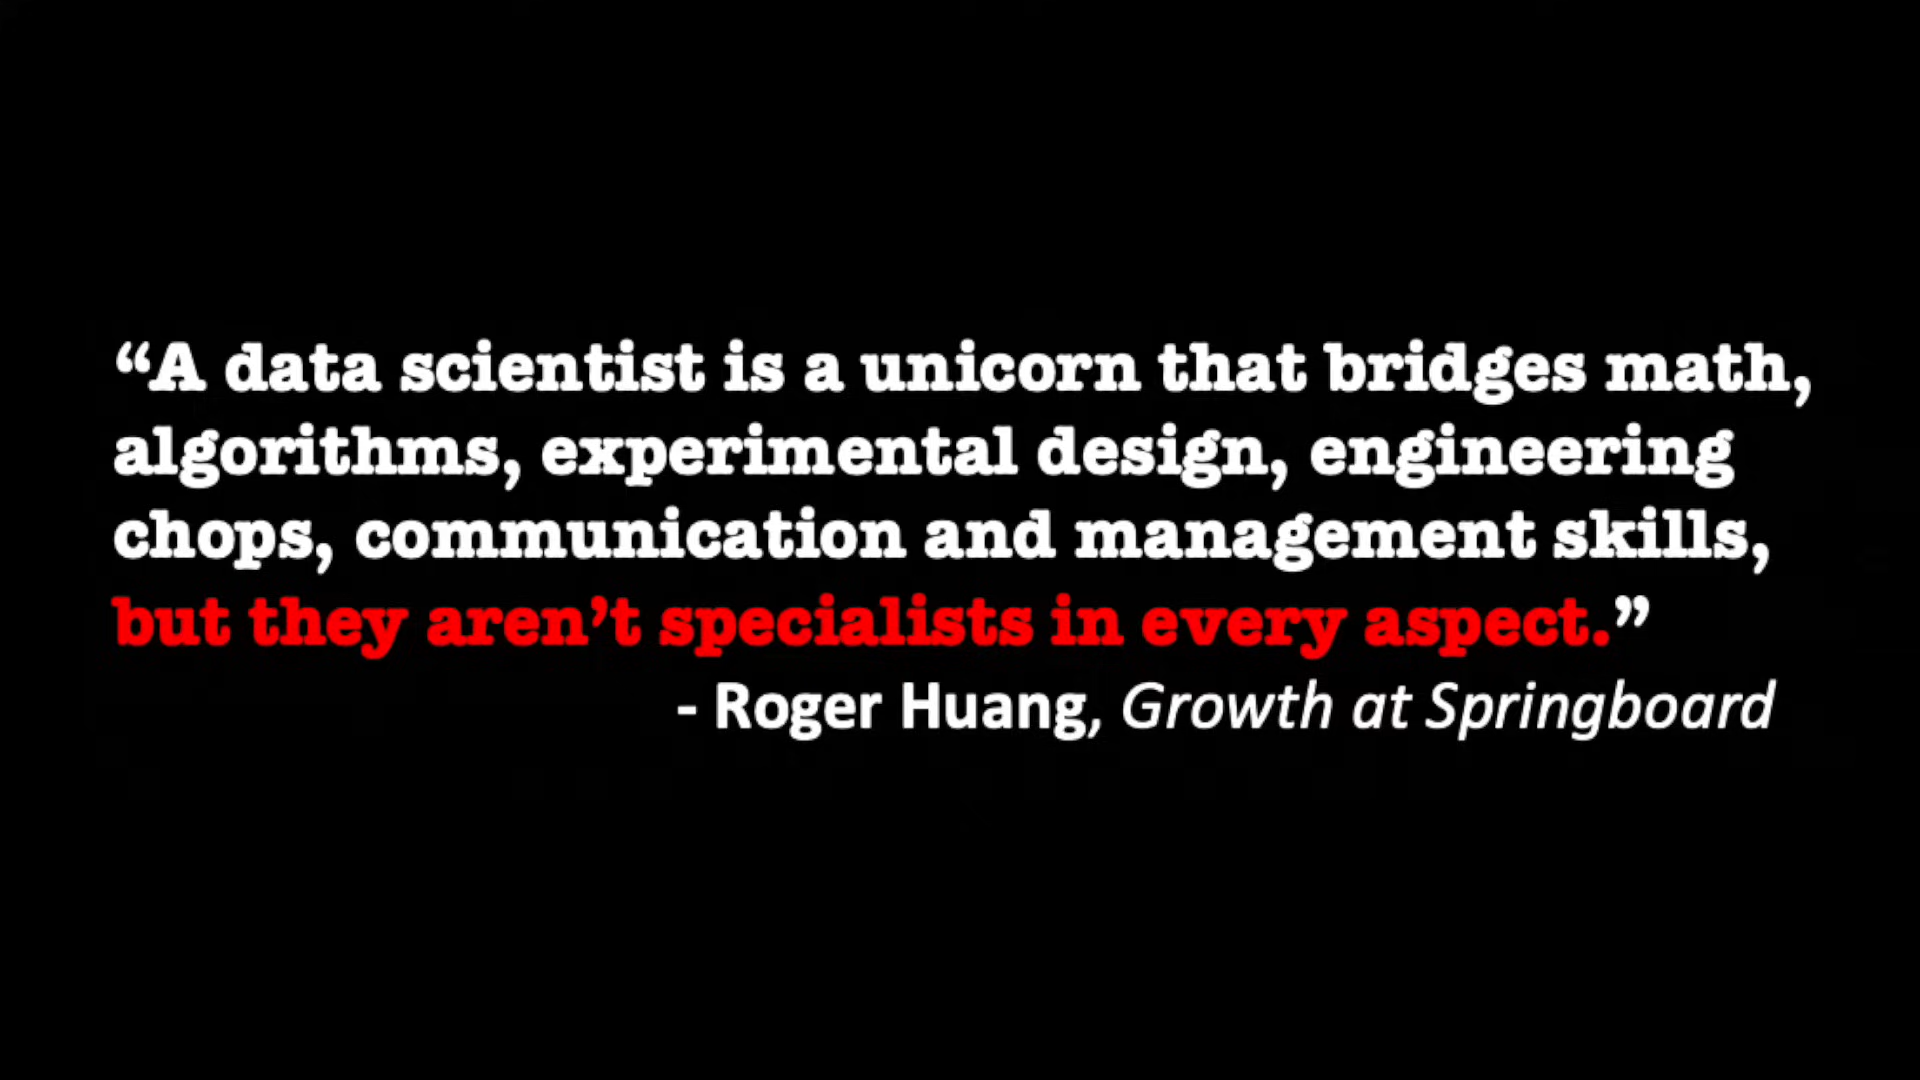 “A data scientist is a unicorn that bridges math,
algorithms, experimental design, engineering
chops, communication and management skills,
but they aren’t specialists in every aspect.”
- Roger Huang, Growth at Springboard